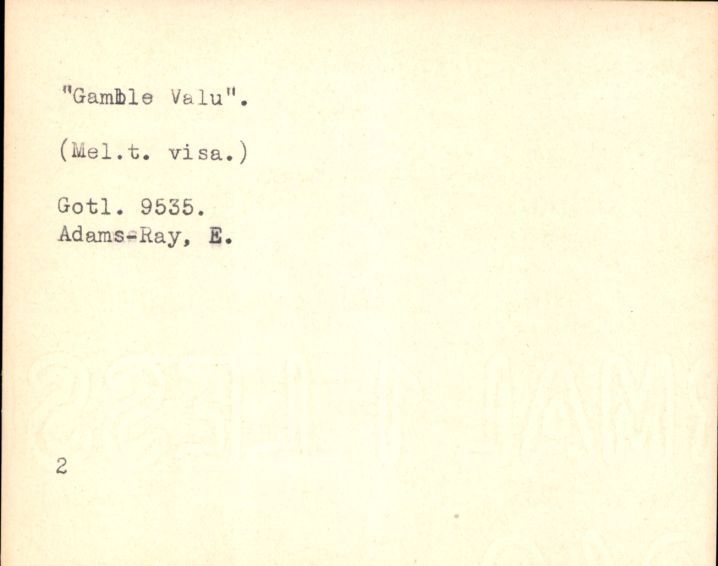 "Gamble Valu".
(Mel.t. visa.)
Gotl. 9535.
Adams-Ray, E.
2